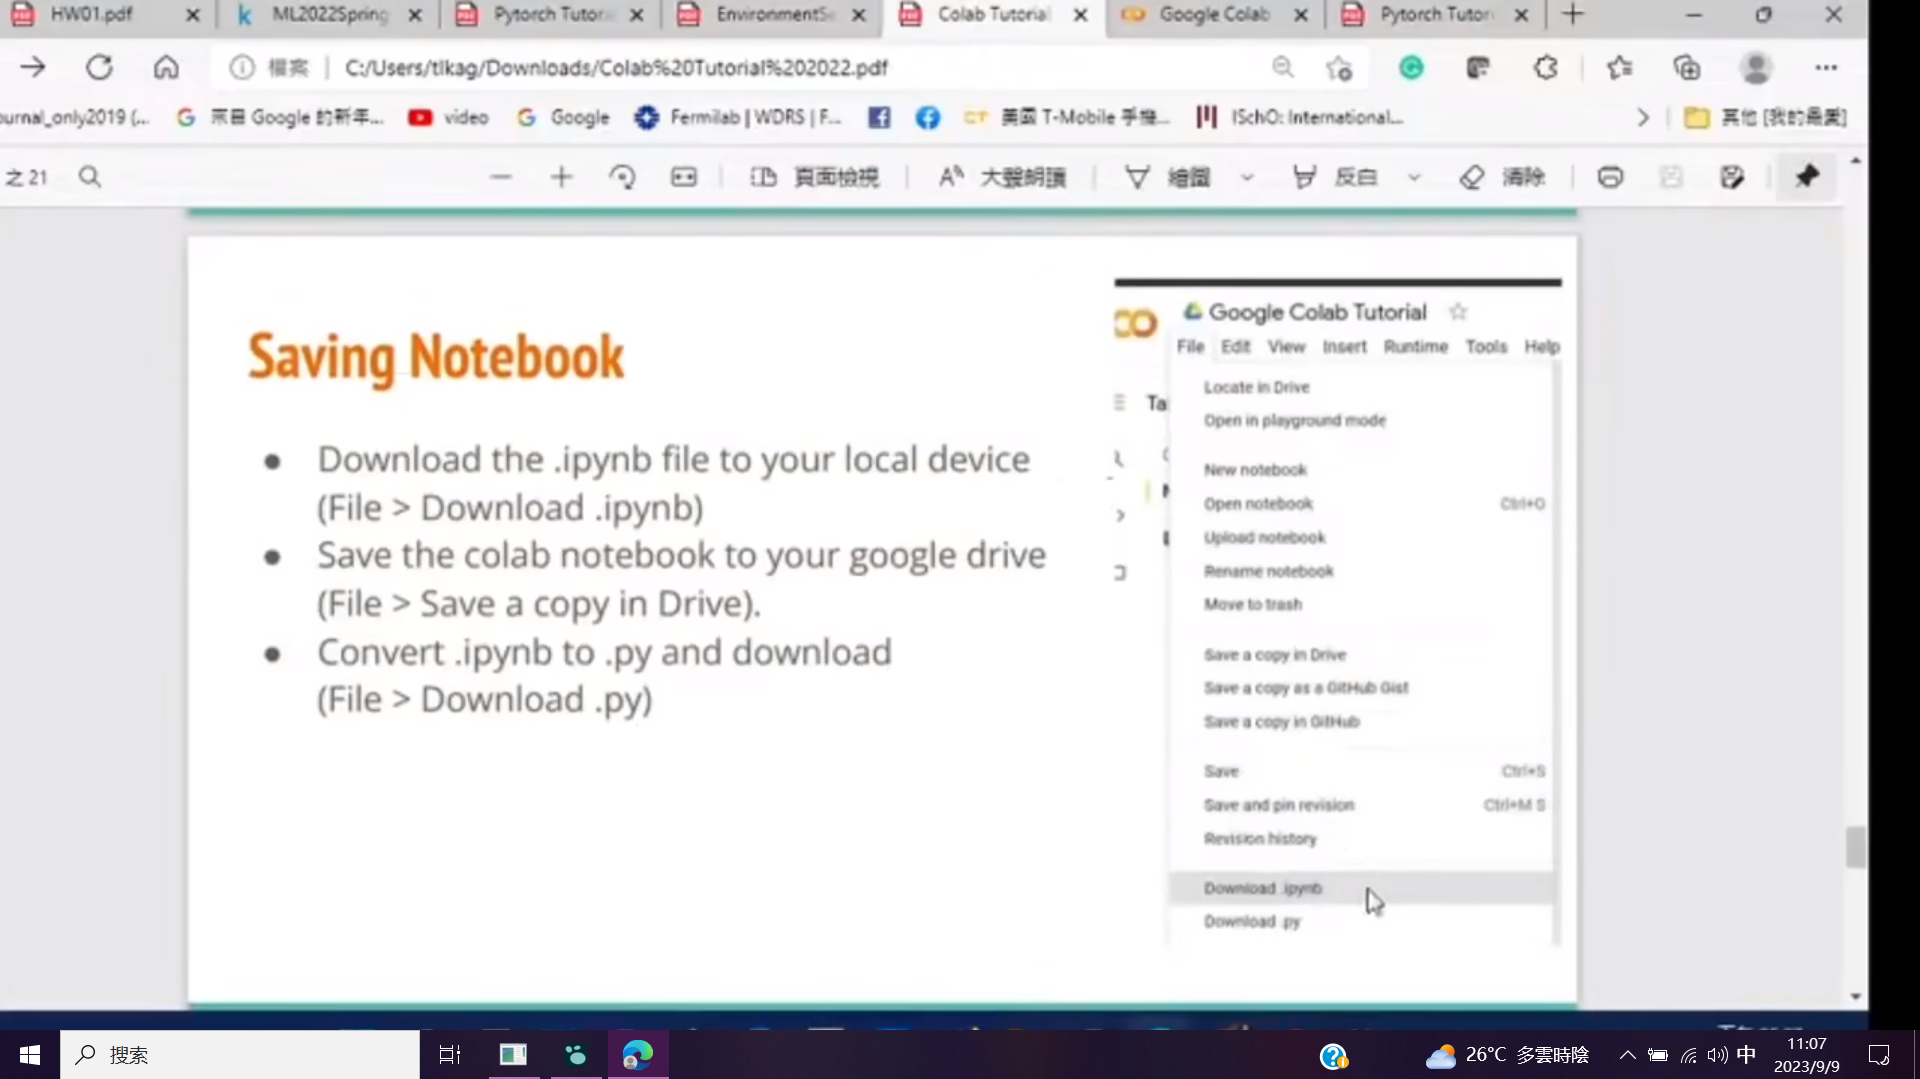 HW01.pdf
ML2022Spring
Pytorch Tutor
EnvironmentSe
Colab Tutorial
Google Colab
Pytorch Tutor
檔案
C:/Users/tlkag/Downloads/Colab%20Tutorial%202022.pdf
ournal_only2019 (...
來自 Google 的新年...
video
Google
Fermilab | WDRS | F...
美國 T-Mobile 手機...
ISchO: International...
其他 [我的最愛]
之 21
頁面檢視
大聲朗讀
繪圖
反白
清除
Saving Notebook
● Download the .ipynb file to your local device
(File > Download .ipynb)
● Save the colab notebook to your google drive
(File > Save a copy in Drive).
● Convert .ipynb to .py and download
(File > Download .py)
Google Colab Tutorial
File Edit View Insert Runtime Tools Help
Ta
Locate in Drive
Open in playground mode
New notebook
Open notebook Ctrl+O
Upload notebook
Rename notebook
Move to trash
Save a copy in Drive
Save a copy as a GitHub Gist
Save a copy in GitHub
Save Ctrl+S
Save and pin revision Ctrl+M S
Revision history
Download .ipynb
Download .py
搜索
26°C 多雲時陰
中
11:07
2023/9/9